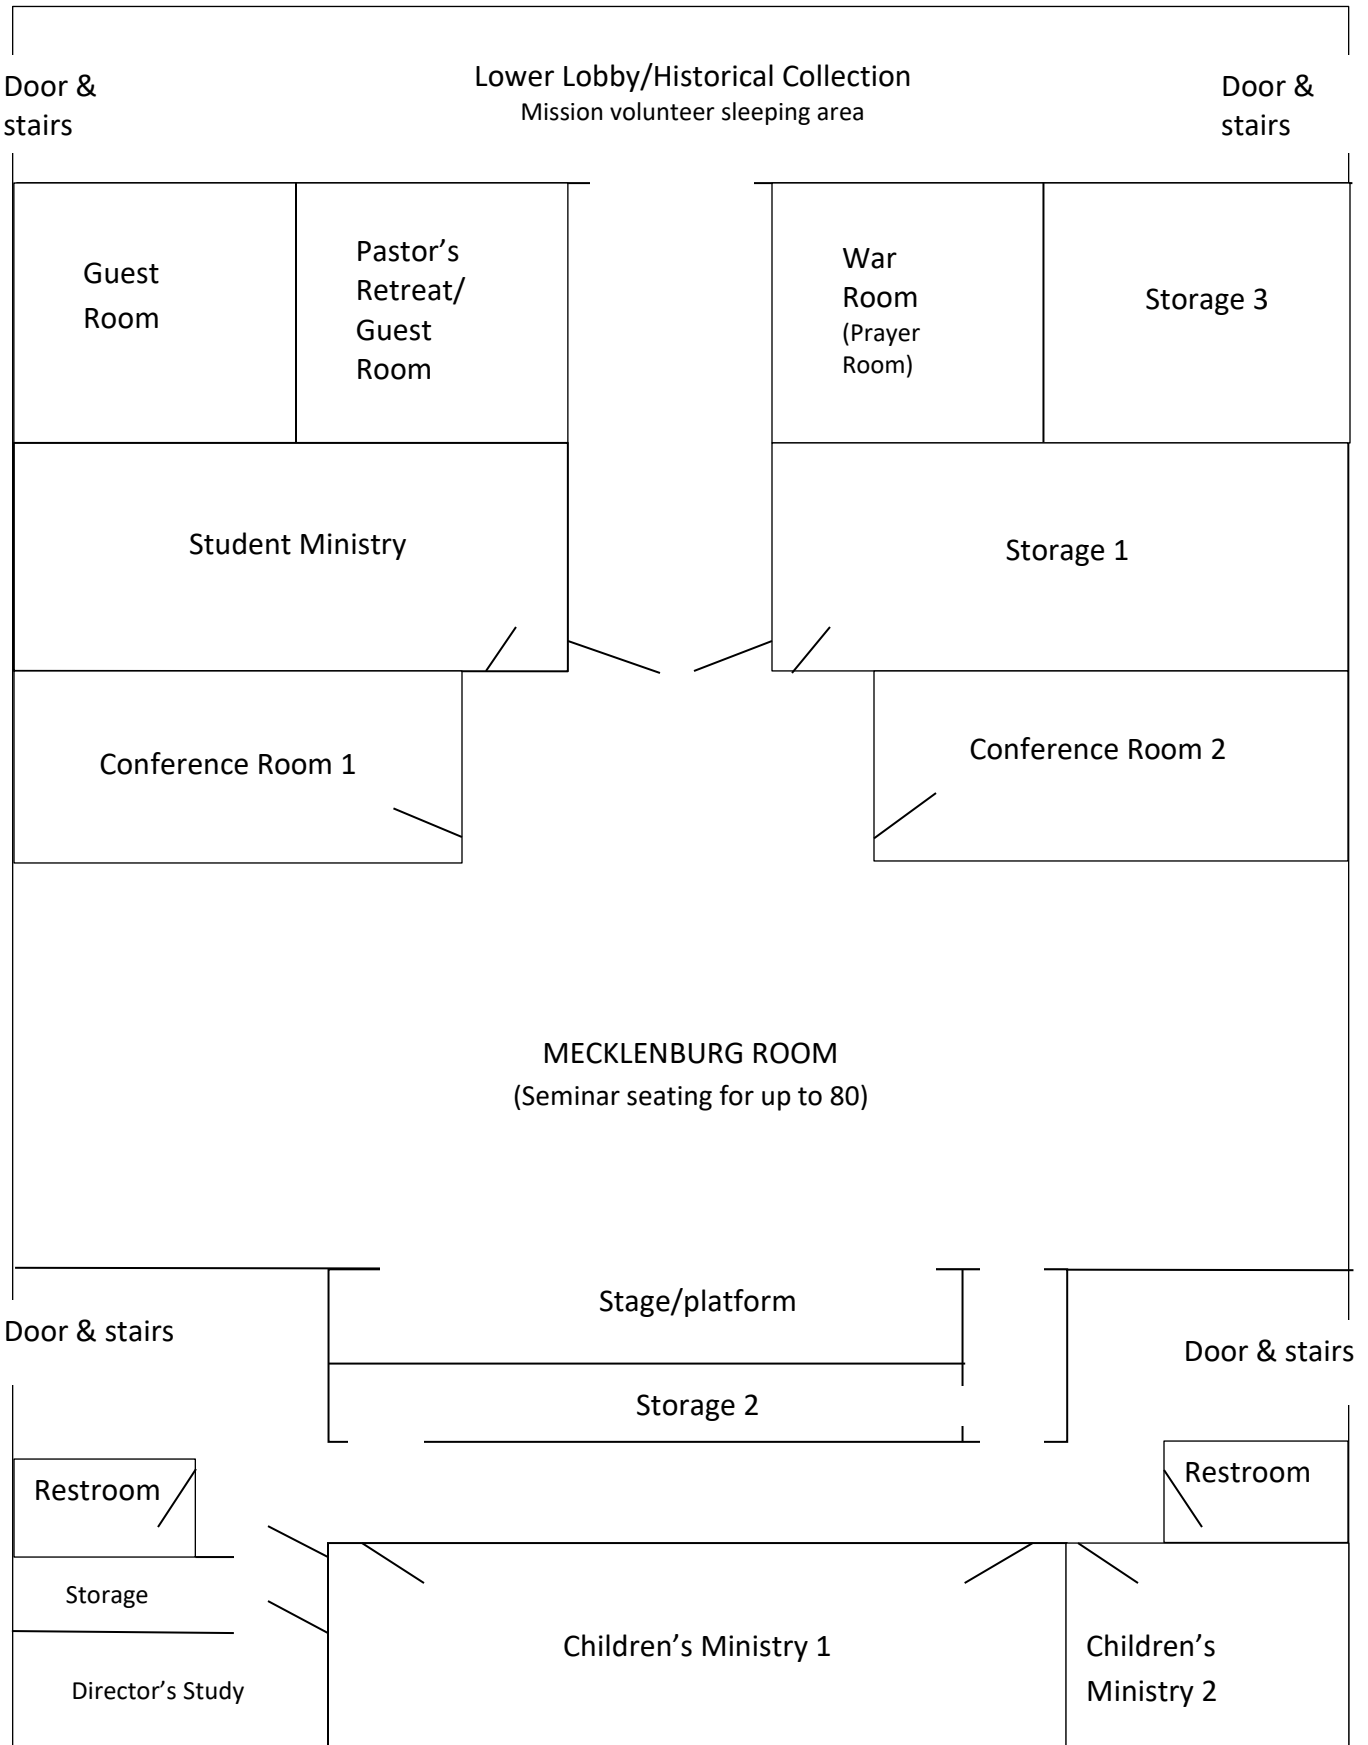 Lower Lobby/Historical Collection
Mission volunteer sleeping area
Door &
stairs
Door &
stairs
Guest
Room
Pastor’s
Retreat/
Guest
Room
War
Room
(Prayer
Room)
Storage 3
Student Ministry
Storage 1
Conference Room 1
Conference Room 2
MECKLENBURG ROOM
(Seminar seating for up to 80)
Stage/platform
Door & stairs
Door & stairs
Storage 2
Restroom
Restroom
Storage
Director’s Study
Children’s Ministry 1
Children’s
Ministry 2